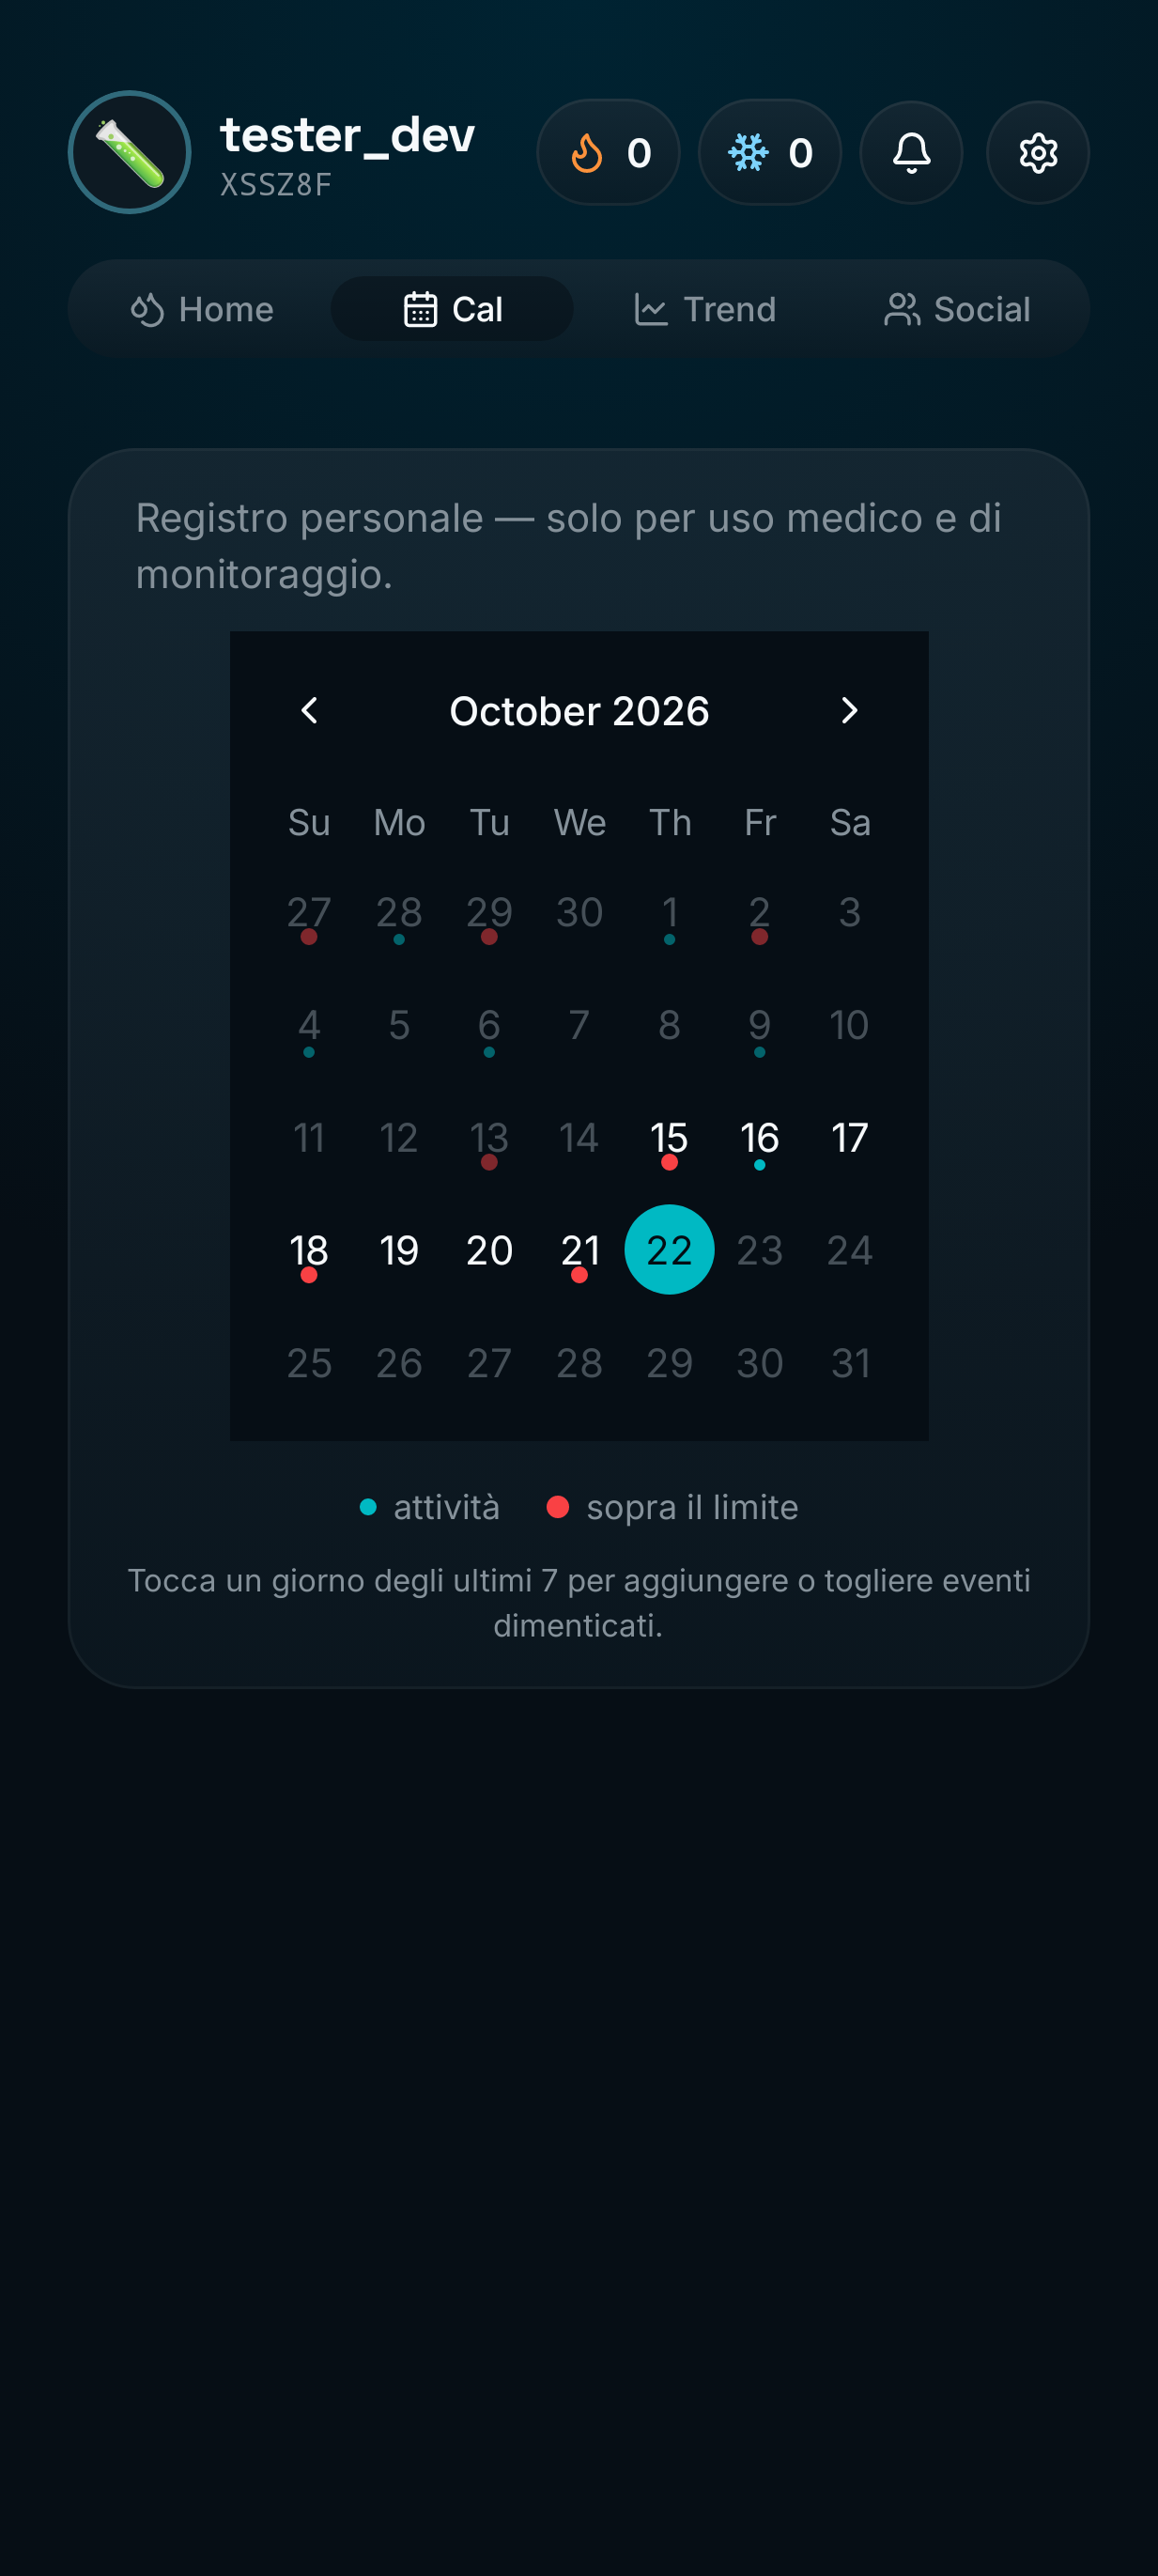 tester_dev
XSSZ8F
0
0
Home
Cal
Trend
Social
Registro personale — solo per uso medico e di
monitoraggio.
October 2026
Su Mo Tu We Th Fr Sa
27 28 29 30 1 2 3
4 5 6 7 8 9 10
11 12 13 14 15 16 17
18 19 20 21 22 23 24
25 26 27 28 29 30 31
attività
sopra il limite
Tocca un giorno degli ultimi 7 per aggiungere o togliere eventi
dimenticati.